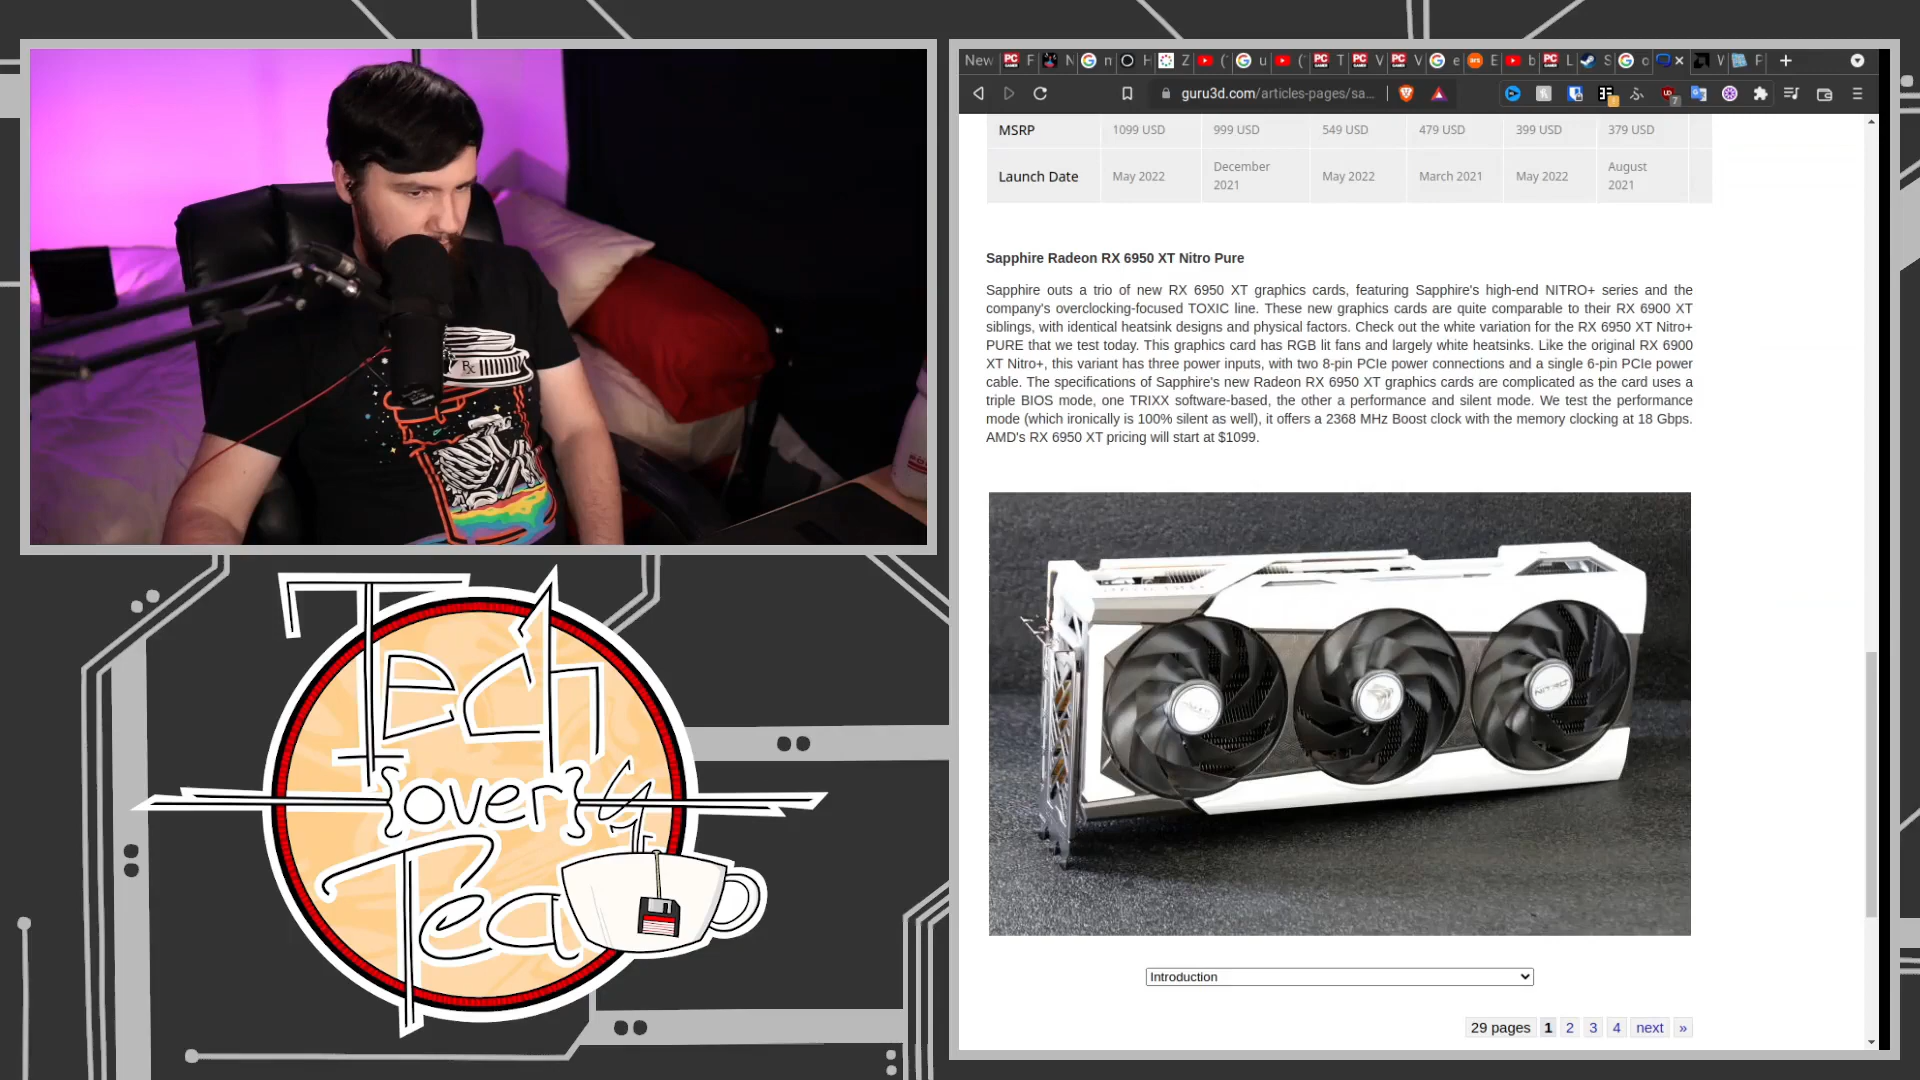 New
F
N
n
H
Z
(
u
(
T
V
V
e
E
b
L
S
c
V
P
guru3d.com/articles-pages/sa...
MSRP 1099 USD 999 USD 549 USD 479 USD 399 USD 379 USD
Launch Date May 2022 December 2021 May 2022 March 2021 May 2022 August 2021
Sapphire Radeon RX 6950 XT Nitro Pure
Sapphire outs a trio of new RX 6950 XT graphics cards, featuring Sapphire's high-end NITRO+ series and the
company's overclocking-focused TOXIC line. These new graphics cards are quite comparable to their RX 6900 XT
siblings, with identical heatsink designs and physical factors. Check out the white variation for the RX 6950 XT Nitro+
PURE that we test today. This graphics card has RGB lit fans and largely white heatsinks. Like the original RX 6900
XT Nitro+, this variant has three power inputs, with two 8-pin PCIe power connections and a single 6-pin PCIe power
cable. The specifications of Sapphire's new Radeon RX 6950 XT graphics cards are complicated as the card uses a
triple BIOS mode, one TRIXX software-based, the other a performance and silent mode. We test the performance
mode (which ironically is 100% silent as well), it offers a 2368 MHz Boost clock with the memory clocking at 18 Gbps.
AMD's RX 6950 XT pricing will start at $1099.
NITRO+
Introduction
29 pages 1 2 3 4 next »
Rx
Tech
{over}
Tea